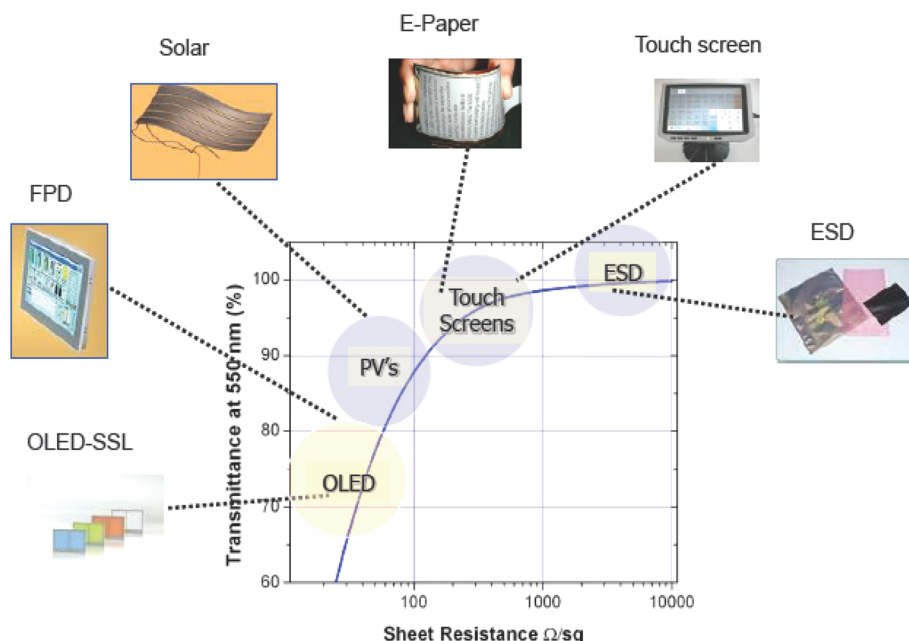 E-Paper
Solar
Touch screen
FPD
ESD
OLED-SSL
Transmittance at 550 nm (%)
100
90
80
70
60
ESD
Touch
Screens
PV's
OLED
100
1000
10000
Sheet Resistance Ω/sq